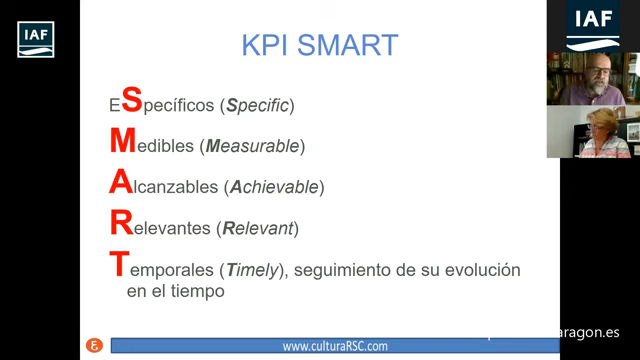 IAF
KPI SMART
IAF
ESpecíficos (Specific)
Medibles (Measurable)
Alcanzables (Achievable)
Relevantes (Relevant)
Temporales (Timely), seguimiento de su evolución
en el tiempo
aragon.es
www.culturaRSC.com